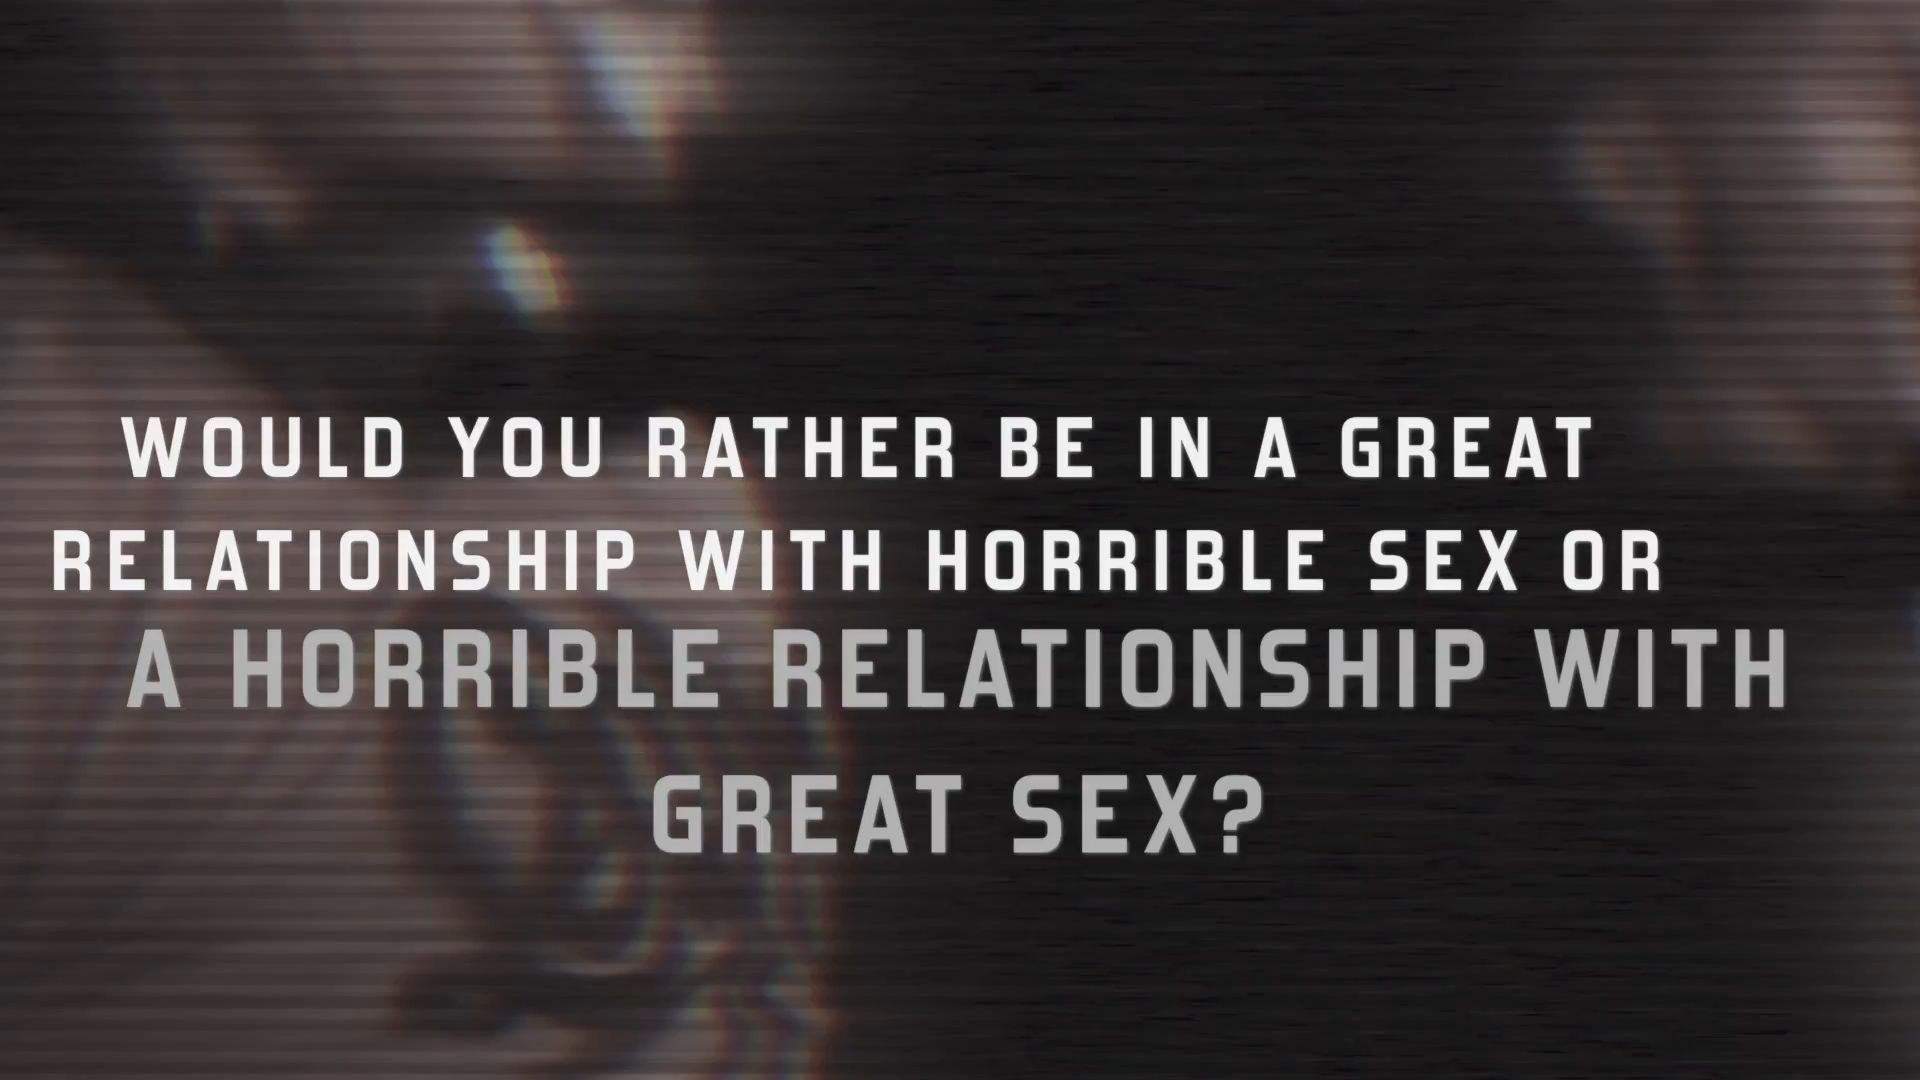 WOULD YOU RATHER BE IN A GREAT
RELATIONSHIP WITH HORRIBLE SEX OR
A HORRIBLE RELATIONSHIP WITH
GREAT SEX?